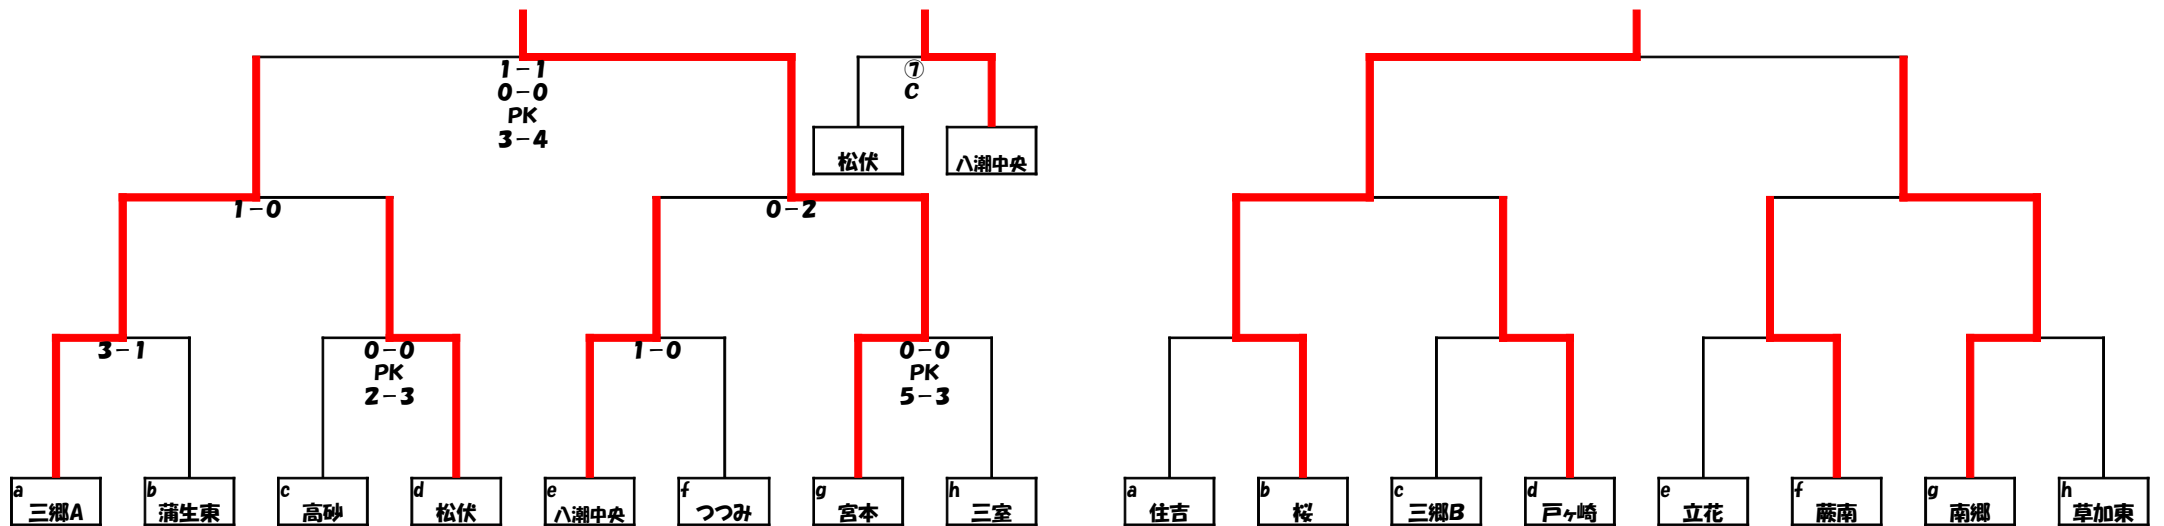 1-1
0-0
PK
3-4
⑦
C
松伏
八潮中央
1-0
0-2
3-1
0-0
PK
2-3
1-0
0-0
PK
5-3
a 三郷A
b 蒲生東
c 高砂
d 松伏
e 八潮中央
f つつみ
g 宮本
h 三室
a 住吉
b 桜
c 三郷B
d 戸ヶ崎
e 立花
f 蕨南
g 南郷
h 草加東